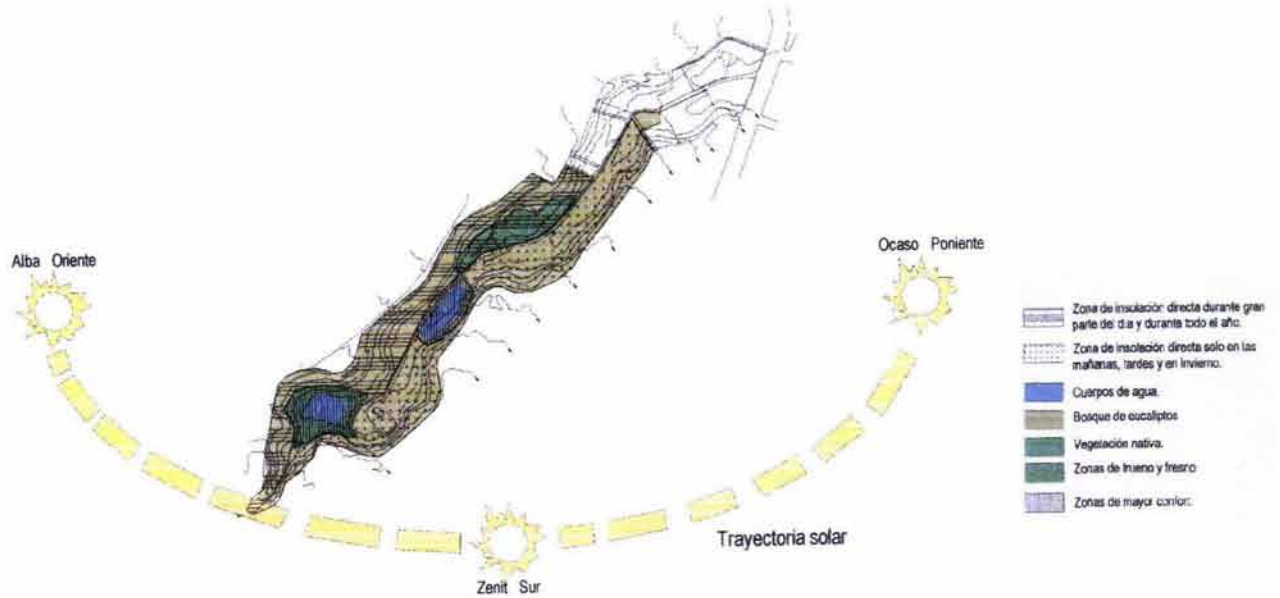 Alba Oriente
Ocaso Poniente
Zenit Sur
Trayectoria solar
Zona de insolación directa durante gran
parte del día y durante todo el año.
Zona de insolación directa solo en las
mañanas, tardes y en invierno.
Cuerpos de agua.
Bosque de eucaliptos
Vegetación nativa.
Zonas de trueno y fresno
Zonas de mayor confort.